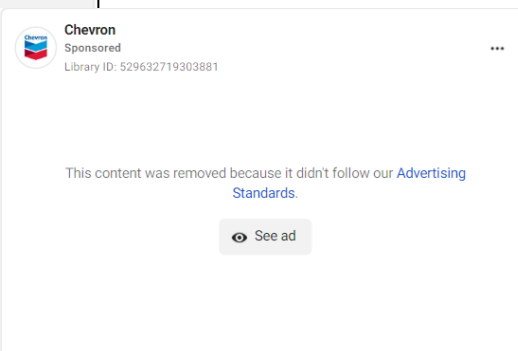 Chevron
Chevron
Sponsored
Library ID: 529632719303881
This content was removed because it didn't follow our Advertising
Standards.
See ad